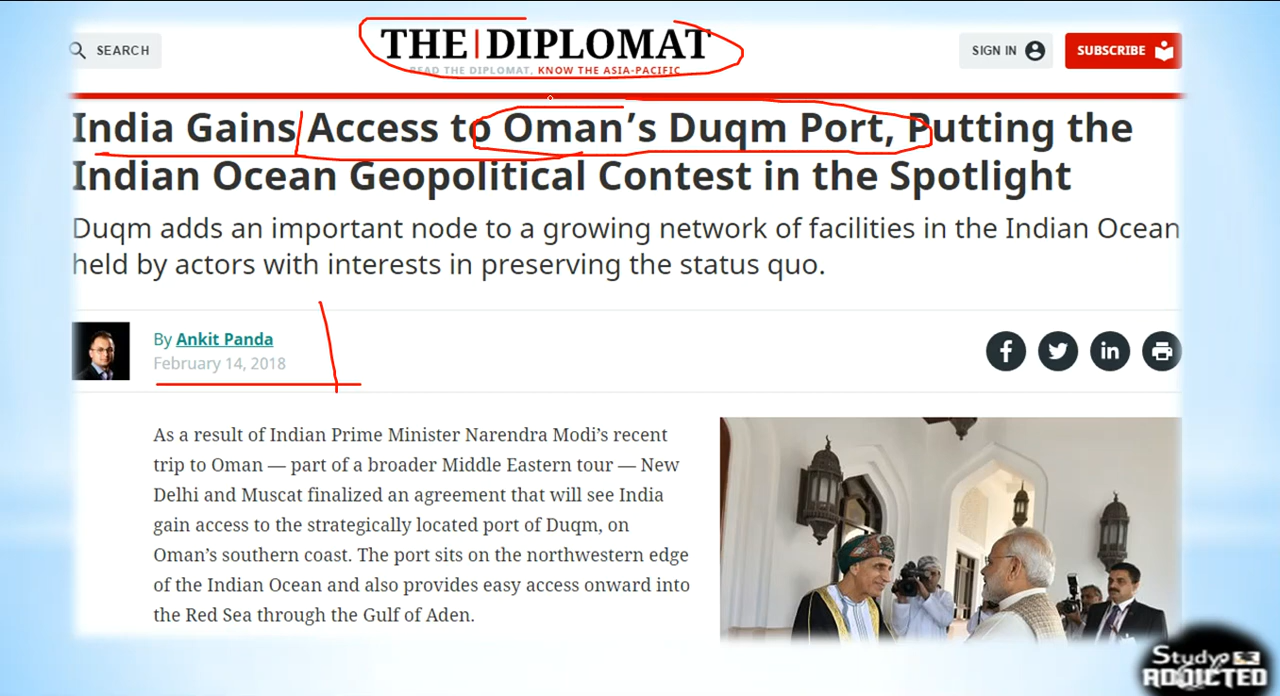 SEARCH
THE DIPLOMAT
READ THE DIPLOMAT, KNOW THE ASIA-PACIFIC
SIGN IN
SUBSCRIBE
India Gains Access to Oman’s Duqm Port, Putting the
Indian Ocean Geopolitical Contest in the Spotlight
Duqm adds an important node to a growing network of facilities in the Indian Ocean
held by actors with interests in preserving the status quo.
By Ankit Panda
February 14, 2018
As a result of Indian Prime Minister Narendra Modi’s recent
trip to Oman — part of a broader Middle Eastern tour — New
Delhi and Muscat finalized an agreement that will see India
gain access to the strategically located port of Duqm, on
Oman’s southern coast. The port sits on the northwestern edge
of the Indian Ocean and also provides easy access onward into
the Red Sea through the Gulf of Aden.
Study
ADDICTED